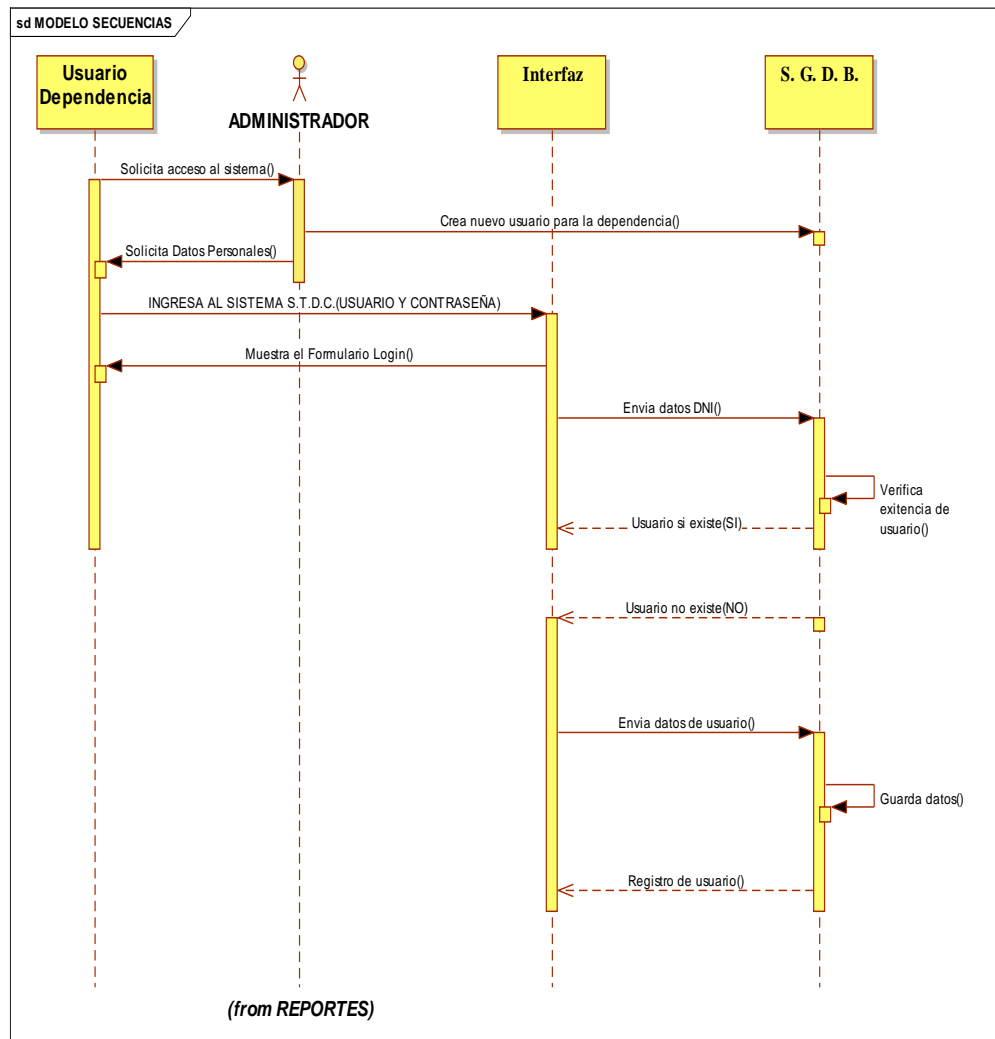 sd MODELO SECUENCIAS
Usuario
Dependencia
ADMINISTRADOR
Interfaz
S. G. D. B.
Solicita acceso al sistema()
Crea nuevo usuario para la dependencia()
Solicita Datos Personales()
INGRESA AL SISTEMA S.T.D.C.(USUARIO Y CONTRASEÑA)
Muestra el Formulario Login()
Envia datos DNI()
Verifica
exitencia de
usuario()
Usuario si existe(SI)
Usuario no existe(NO)
Envia datos de usuario()
Guarda datos()
Registro de usuario()
(from REPORTES)